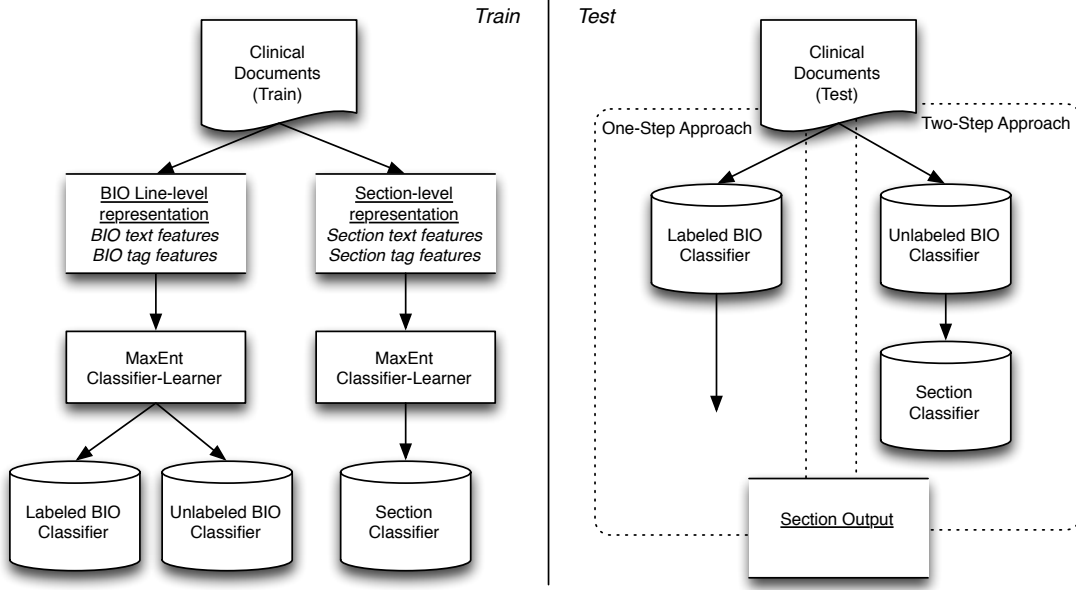 Train
Clinical
Documents
(Train)
BIO Line-level
representation
BIO text features
BIO tag features
Section-level
representation
Section text features
Section tag features
MaxEnt
Classifier-Learner
MaxEnt
Classifier-Learner
Labeled BIO
Classifier
Unlabeled BIO
Classifier
Section
Classifier
Test
Clinical
Documents
(Test)
One-Step Approach
Two-Step Approach
Labeled BIO
Classifier
Unlabeled BIO
Classifier
Section
Classifier
Section Output